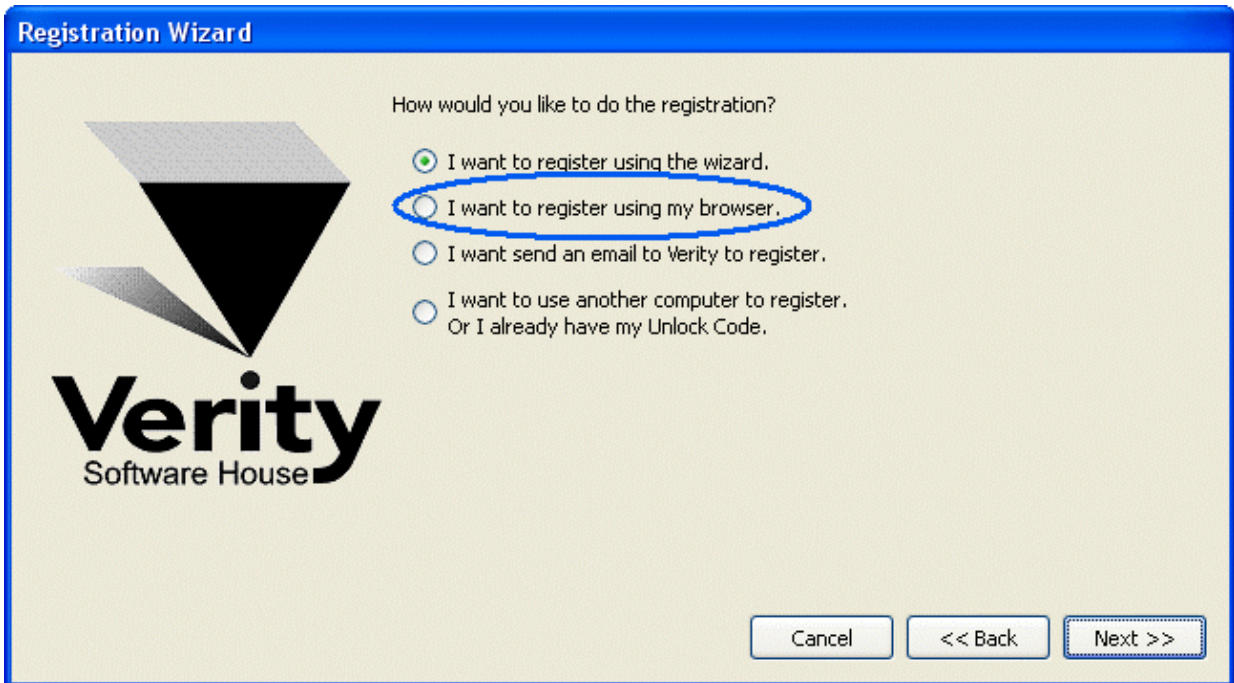 Registration Wizard
How would you like to do the registration?
I want to register using the wizard.
I want to register using my browser.
I want send an email to Verity to register.
I want to use another computer to register.
Or I already have my Unlock Code.
Verity
Software House
Cancel
<< Back
Next >>